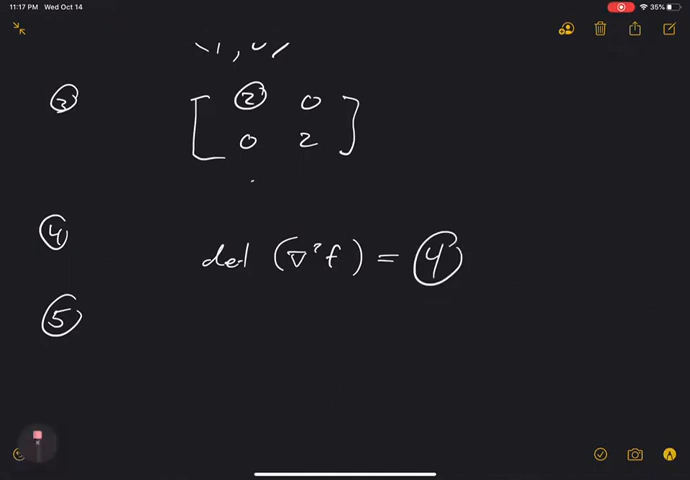 11:17 PM Wed Oct 14
35%
③
[ 2 0
0 2 ]
④ det (∇²f) = 4
⑤